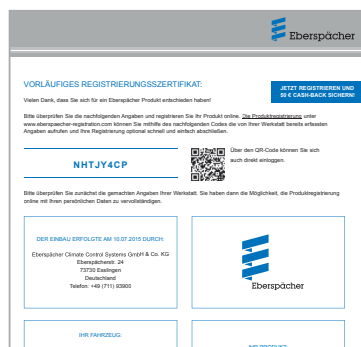 Eberspächer
VORLÄUFIGES REGISTRIERUNGSZERTIFIKAT:
JETZT REGISTRIEREN UND
50 € CASH-BACK SICHERN!
Vielen Dank, dass Sie sich für ein Eberspächer Produkt entschieden haben!
Bitte überprüfen Sie die nachfolgenden Angaben und registrieren Sie Ihr Produkt online. Die Produktregistrierung unter
www.eberspaecher-registration.com können Sie mithilfe des nachfolgenden Codes die von Ihrer Werkstatt bereits erfassten
Angaben aufrufen und Ihre Registrierung optional schnell und einfach abschließen.
NHTJY4CP
Über den QR-Code können Sie sich
auch direkt einloggen.
Bitte überprüfen Sie zunächst die gemachten Angaben Ihrer Werkstatt. Sie haben dann die Möglichkeit, die Produktregistrierung
online mit Ihren persönlichen Daten zu vervollständigen.
DER EINBAU ERFOLGTE AM 10.07.2015 DURCH:
Eberspächer Climate Control Systems GmbH & Co. KG
Eberspächerstr. 24
73730 Esslingen
Deutschland
Telefon: +49 (711) 93900
Eberspächer
IHR FAHRZEUG:
IHR PRODUKT: